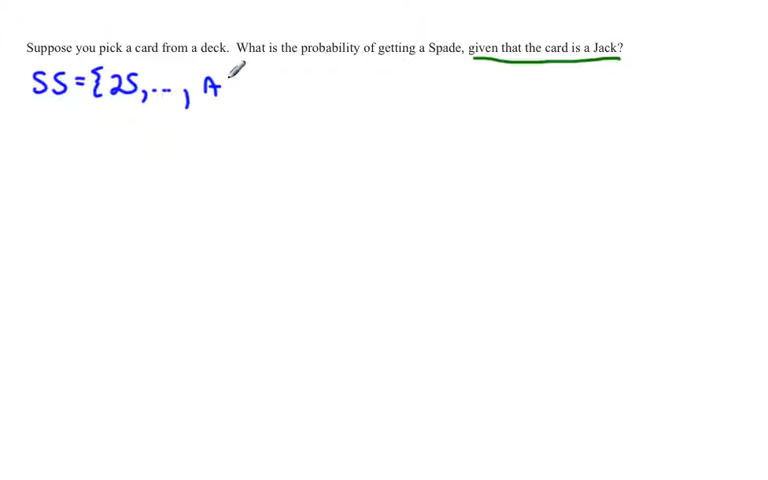 Suppose you pick a card from a deck. What is the probability of getting a Spade, given that the card is a Jack?
SS={2S,..., A